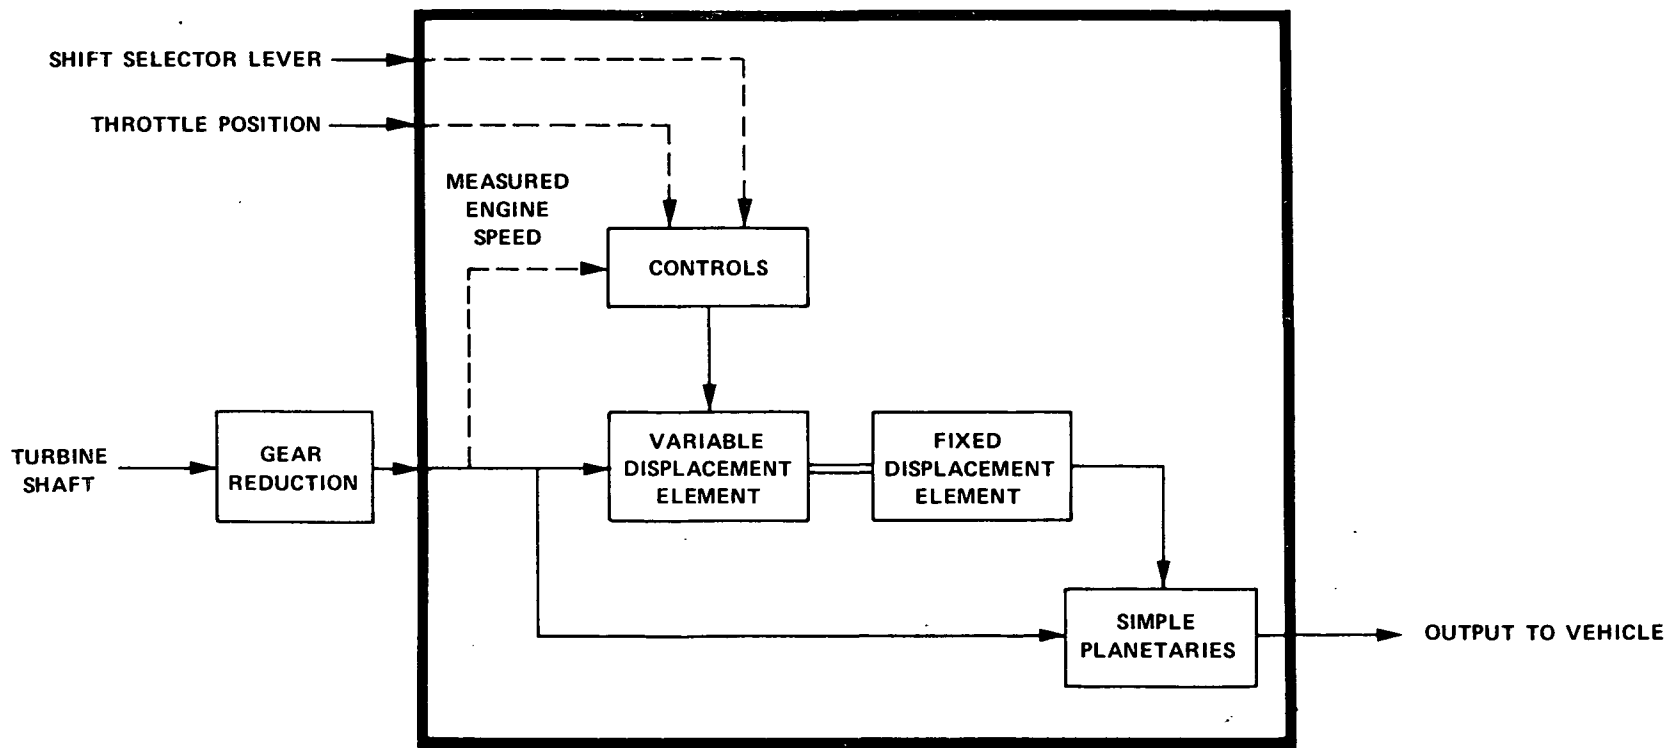 SHIFT SELECTOR LEVER
THROTTLE POSITION
MEASURED
ENGINE
SPEED
CONTROLS
TURBINE
SHAFT
GEAR
REDUCTION
VARIABLE
DISPLACEMENT
ELEMENT
FIXED
DISPLACEMENT
ELEMENT
SIMPLE
PLANETARIES
OUTPUT TO VEHICLE